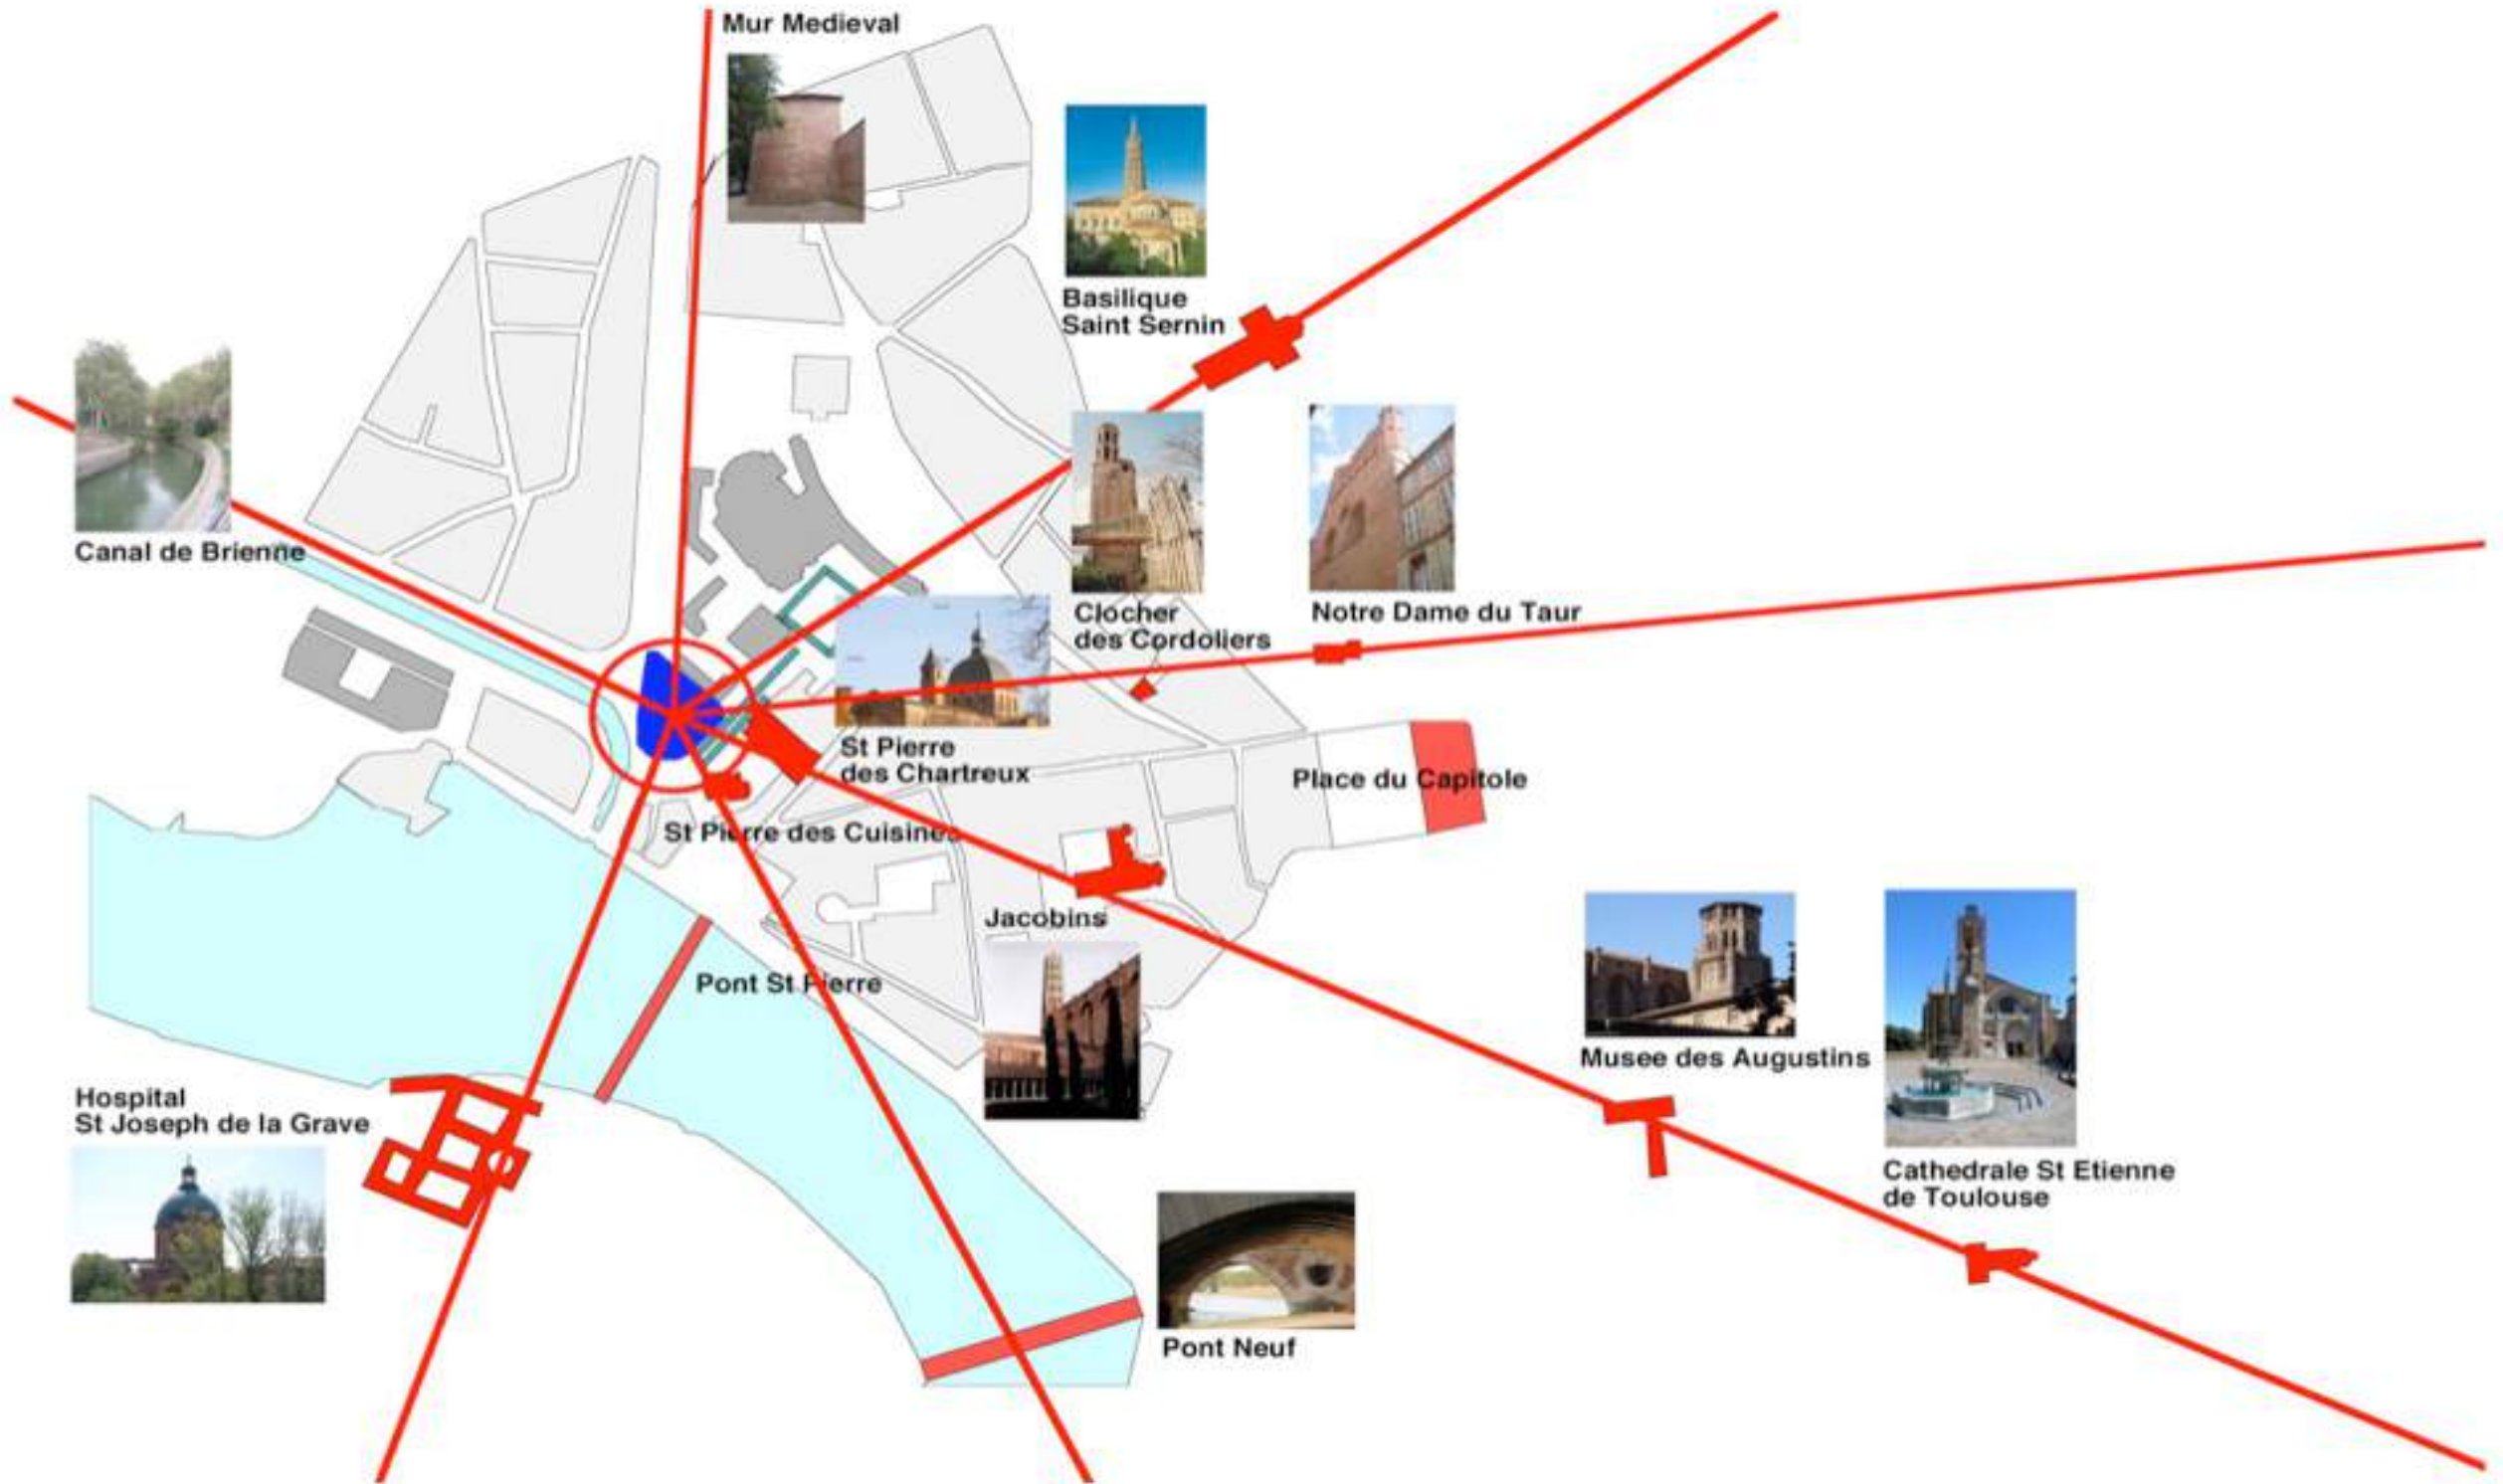 Mur Medieval
Basilique
Saint Sernin
Canal de Brienne
Clocher
des Cordoliers
Notre Dame du Taur
St Pierre
des Chartreux
Place du Capitole
St Pierre des Cuisines
Jacobins
Pont St Pierre
Musee des Augustins
Hospital
St Joseph de la Grave
Cathedrale St Etienne
de Toulouse
Pont Neuf